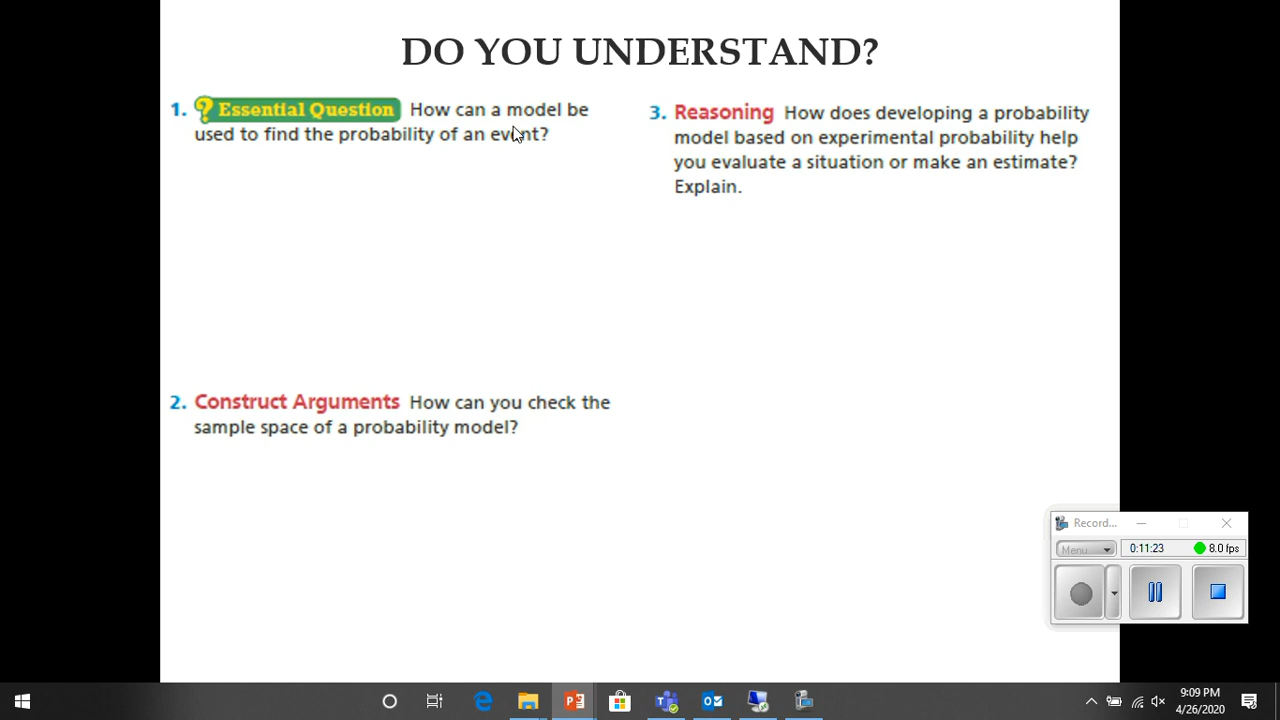 DO YOU UNDERSTAND?
1. ? Essential Question How can a model be
used to find the probability of an event?
3. Reasoning How does developing a probability
model based on experimental probability help
you evaluate a situation or make an estimate?
Explain.
2. Construct Arguments How can you check the
sample space of a probability model?
Record...
Menu
0:11:23
8.0 fps
9:09 PM
4/26/2020